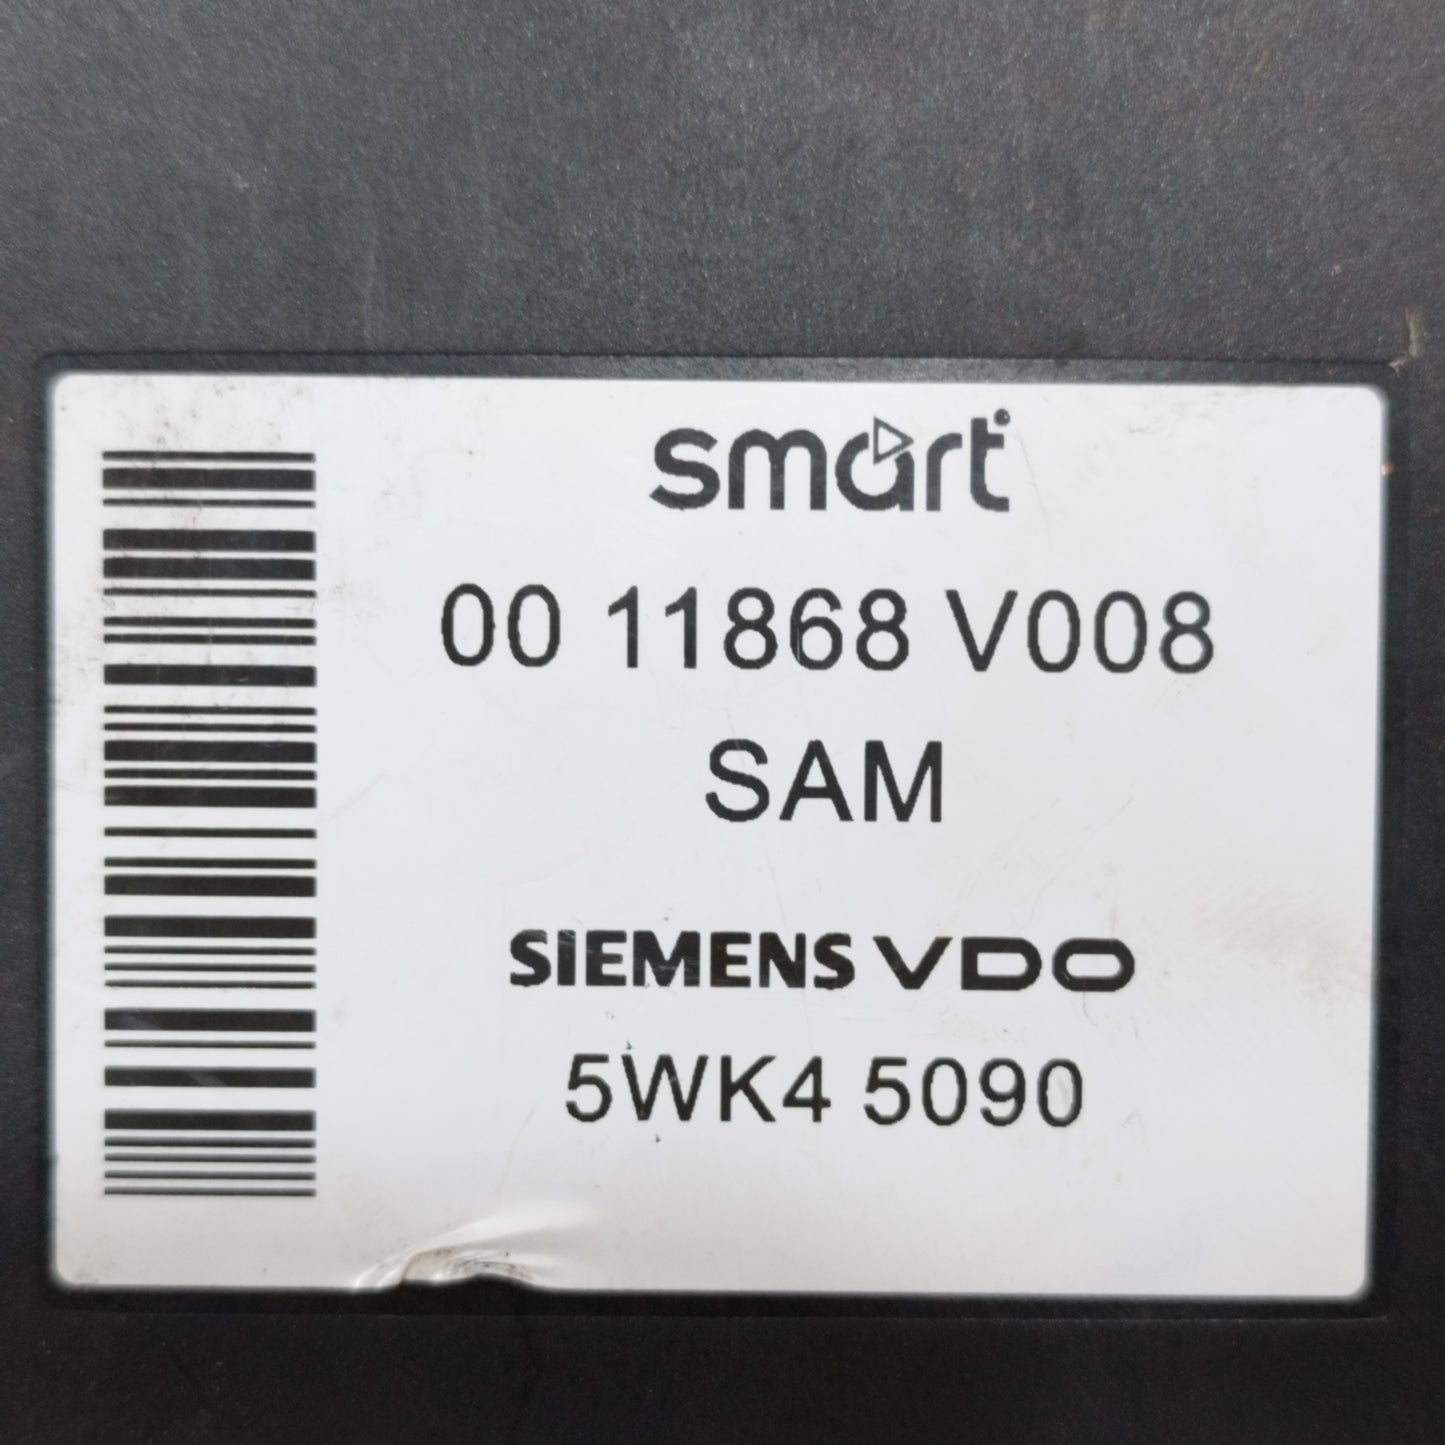 smart
00 11868 V008
SAM
SIEMENS VDO
5WK4 5090